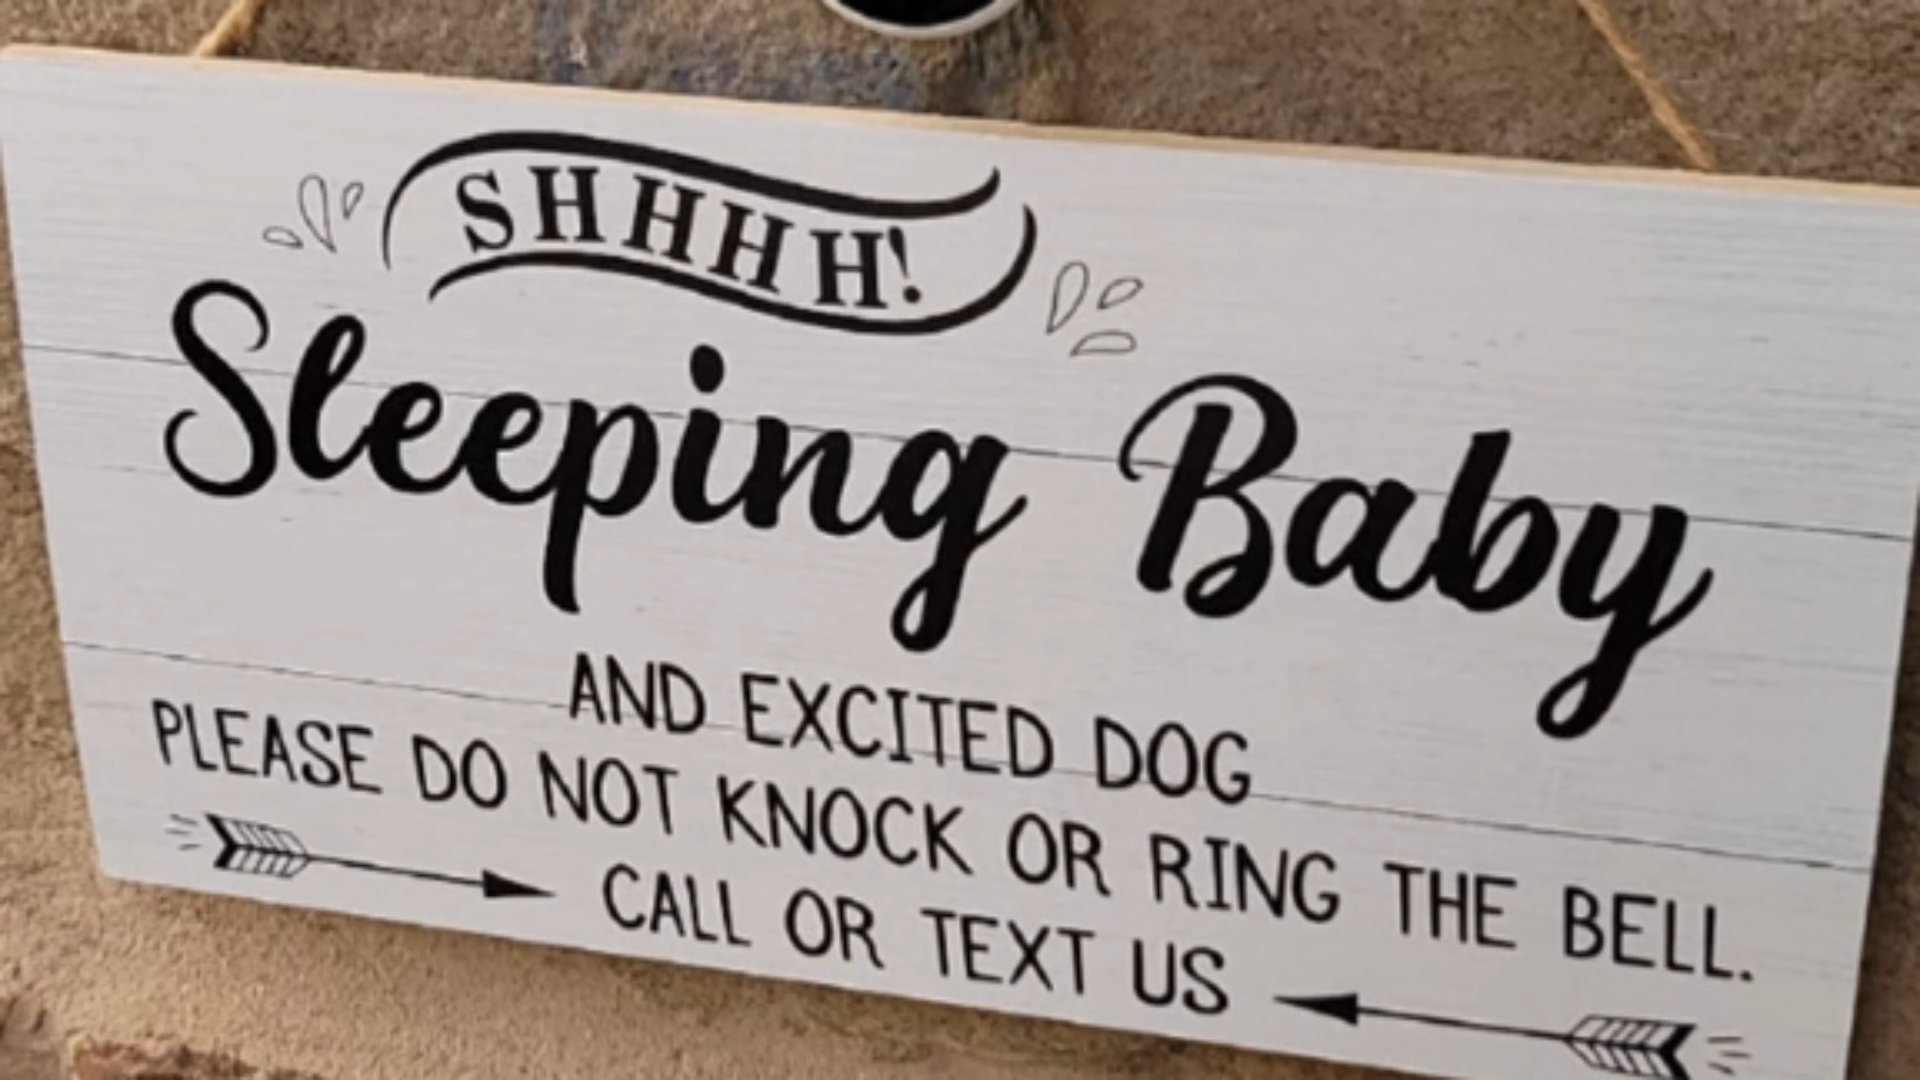 SHHHH!
Sleeping Baby
AND EXCITED DOG
PLEASE DO NOT KNOCK OR RING THE BELL.
CALL OR TEXT US